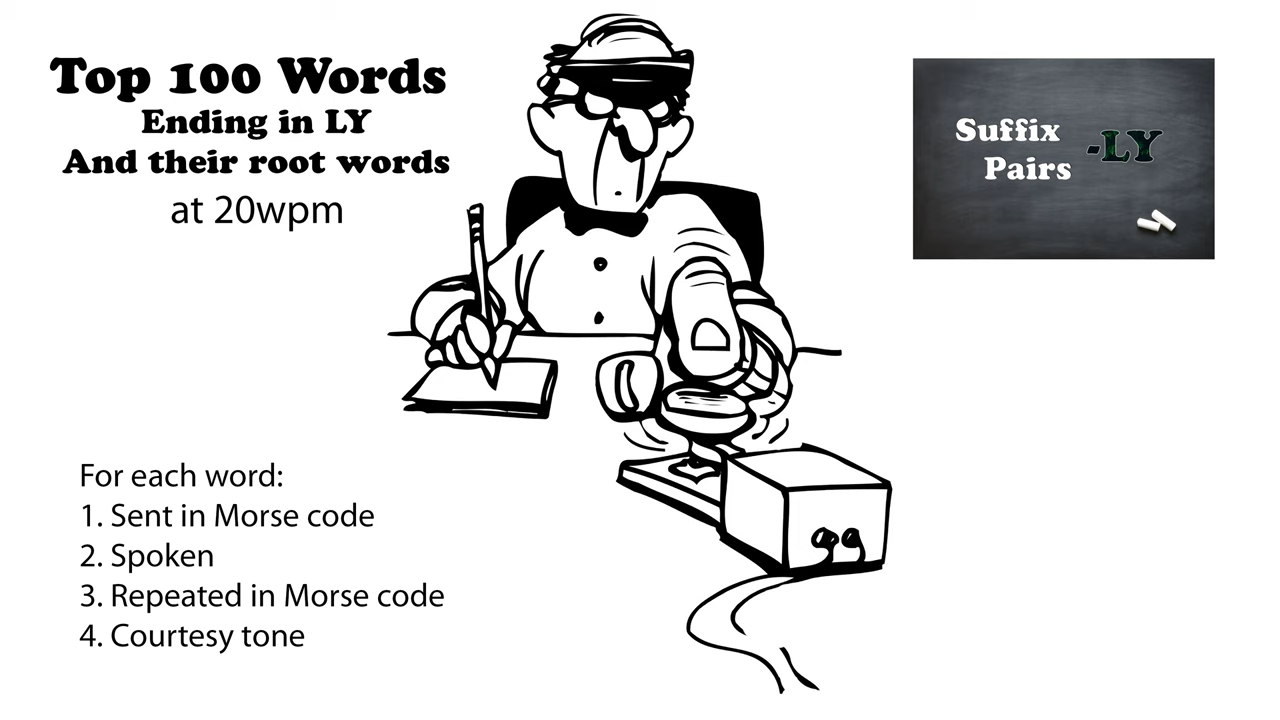 Top 100 Words
Ending in LY
And their root words
at 20wpm
Suffix
Pairs -LY
For each word:
1. Sent in Morse code
2. Spoken
3. Repeated in Morse code
4. Courtesy tone